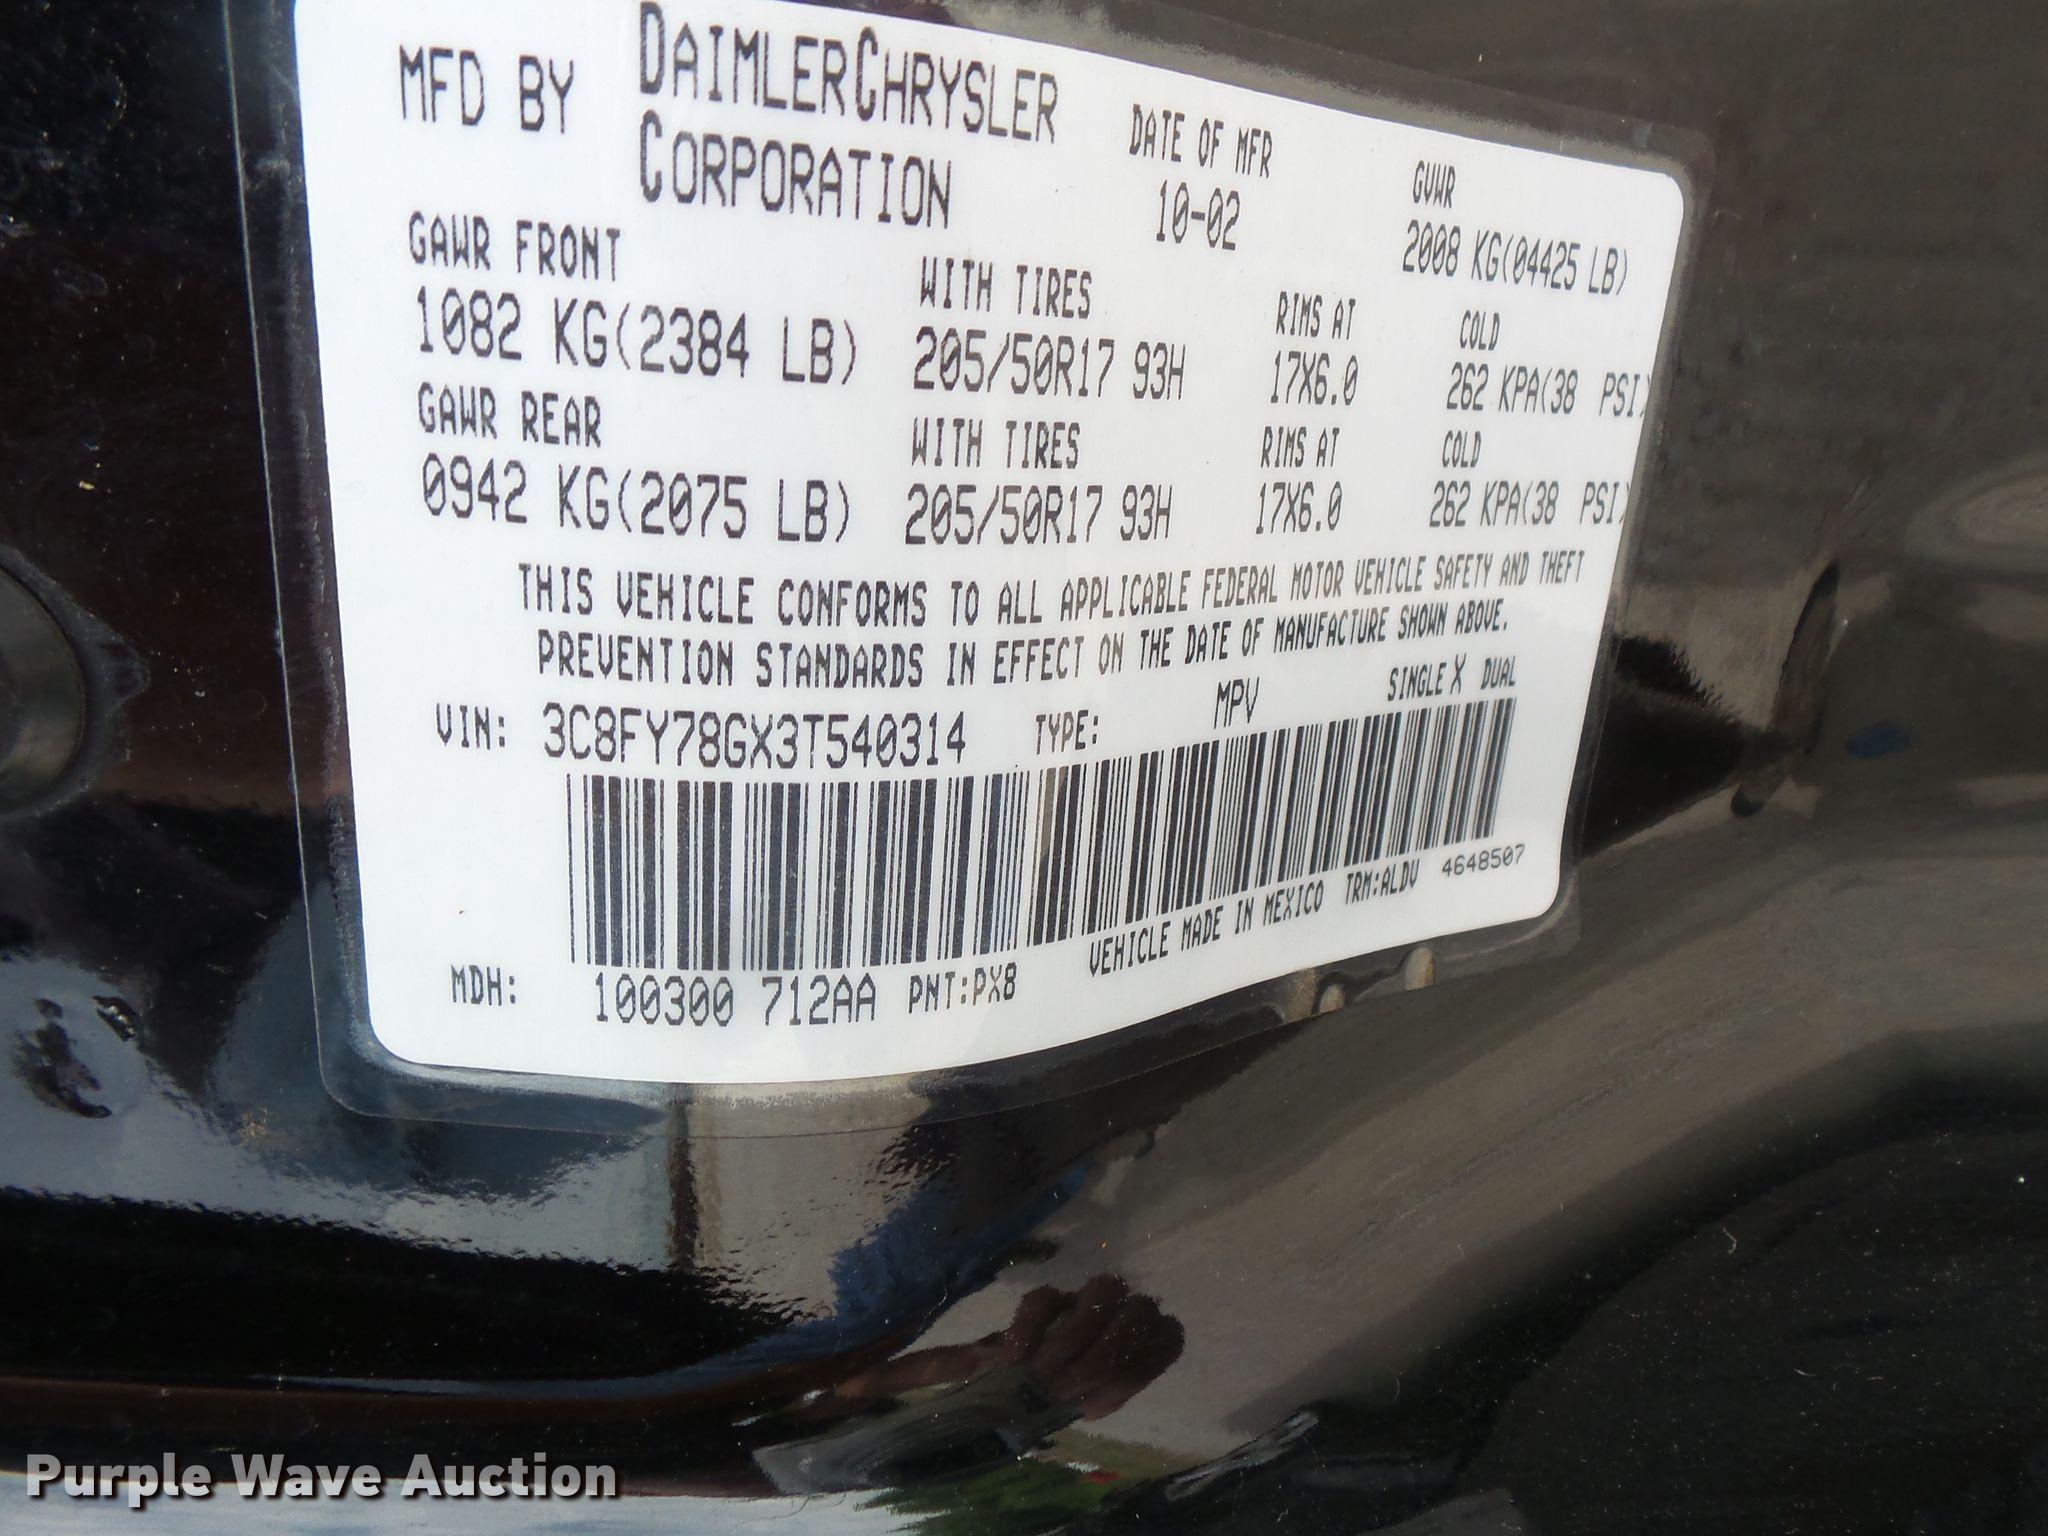 MFD BY DAIMLERCHRYSLER CORPORATION
DATE OF MFR 10-02
GVWR 2008 KG(04425 LB)
GAWR FRONT WITH TIRES RIMS AT COLD
1082 KG(2384 LB) 205/50R17 93H 17X6.0 262 KPA(38 PSI)
GAWR REAR WITH TIRES RIMS AT COLD
0942 KG(2075 LB) 205/50R17 93H 17X6.0 262 KPA(38 PSI)
THIS VEHICLE CONFORMS TO ALL APPLICABLE FEDERAL MOTOR VEHICLE SAFETY AND THEFT
PREVENTION STANDARDS IN EFFECT ON THE DATE OF MANUFACTURE SHOWN ABOVE.
VIN: 3C8FY78GX3T540314 TYPE: MPV SINGLE X DUAL
MDH: 100300 712AA PNT:PX8 VEHICLE MADE IN MEXICO TRM:ALDV 4648507
Purple Wave Auction